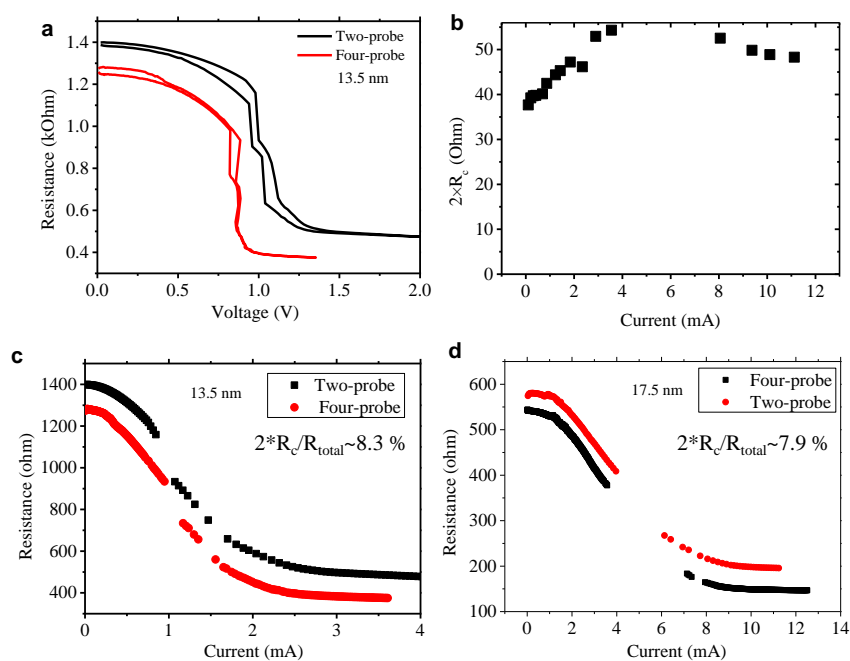 a
Two-probe
Four-probe
13.5 nm
1.4
1.2
1.0
0.8
0.6
0.4
Resistance (kOhm)
0.0 0.5 1.0 1.5 2.0
Voltage (V)
b
50
40
30
20
10
0
2×Rc (Ohm)
0 2 4 6 8 10 12
Current (mA)
c
13.5 nm
Two-probe
Four-probe
2*Rc/Rtotal~8.3 %
1400
1200
1000
800
600
400
Resistance (ohm)
0 1 2 3 4
Current (mA)
d
17.5 nm
Four-probe
Two-probe
2*Rc/Rtotal~7.9 %
600
500
400
300
200
100
Resistance (ohm)
0 2 4 6 8 10 12 14
Current (mA)